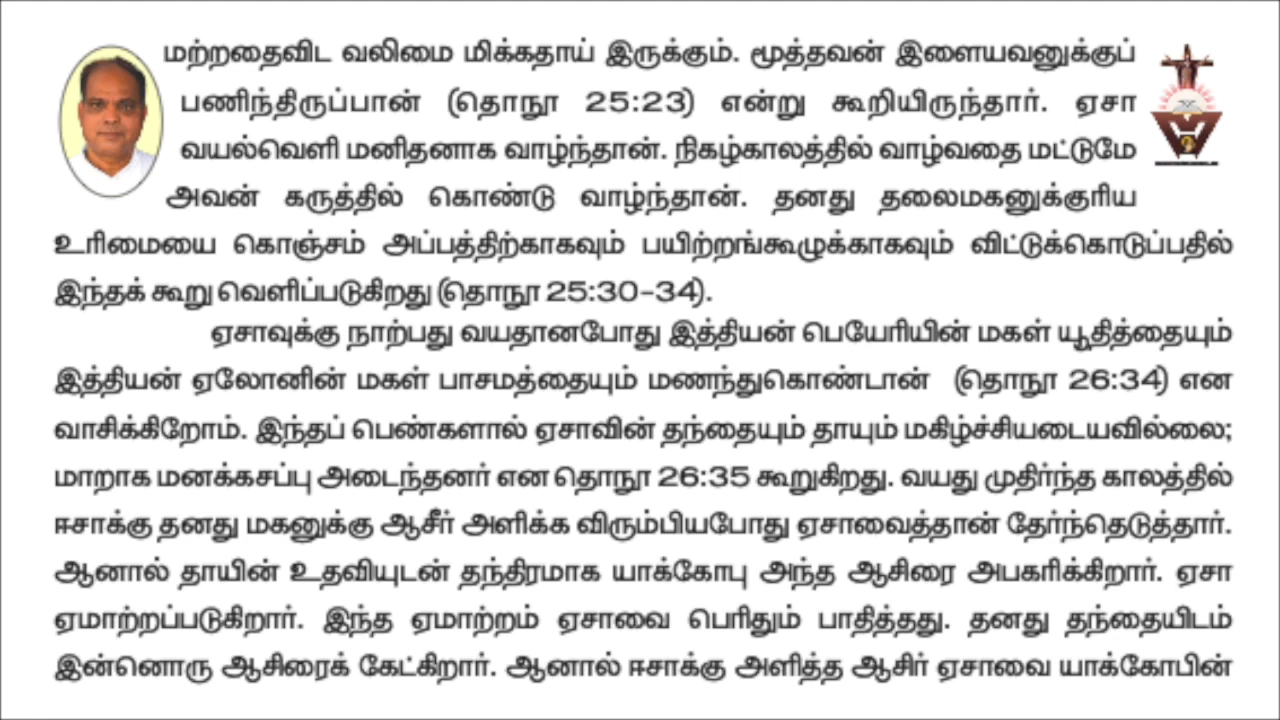 மற்றதைவிட வலிமை மிக்கதாய் இருக்கும். மூத்தவன் இளையவனுக்குப்
பணிந்திருப்பான் (தொநூ 25:23) என்று கூறியிருந்தார். ஏசா
வயல்வெளி மனிதனாக வாழ்ந்தான். நிகழ்காலத்தில் வாழ்வதை மட்டுமே
அவன் கருத்தில் கொண்டு வாழ்ந்தான். தனது தலைமகனுக்குரிய
உரிமையை கொஞ்சம் அப்பத்திற்காகவும் பயிற்றங்கூழுக்காகவும் விட்டுக்கொடுப்பதில்
இந்தக் கூறு வெளிப்படுகிறது (தொநூ 25:30-34).
ஏசாவுக்கு நாற்பது வயதானபோது இத்தியன் பெயேரியின் மகள் யூதித்தையும்
இத்தியன் ஏலோனின் மகள் பாசமத்தையும் மணந்துகொண்டான் (தொநூ 26:34) என
வாசிக்கிறோம். இந்தப் பெண்களால் ஏசாவின் தந்தையும் தாயும் மகிழ்ச்சியடையவில்லை;
மாறாக மனக்கசப்பு அடைந்தனர் என தொநூ 26:35 கூறுகிறது. வயது முதிர்ந்த காலத்தில்
ஈசாக்கு தனது மகனுக்கு ஆசீர் அளிக்க விரும்பியபோது ஏசாவைத்தான் தேர்ந்தெடுத்தார்.
ஆனால் தாயின் உதவியுடன் தந்திரமாக யாக்கோபு அந்த ஆசிரை அபகரிக்கிறார். ஏசா
ஏமாற்றப்படுகிறார். இந்த ஏமாற்றம் ஏசாவை பெரிதும் பாதித்தது. தனது தந்தையிடம்
இன்னொரு ஆசிரைக் கேட்கிறார். ஆனால் ஈசாக்கு அளித்த ஆசிர் ஏசாவை யாக்கோபின்